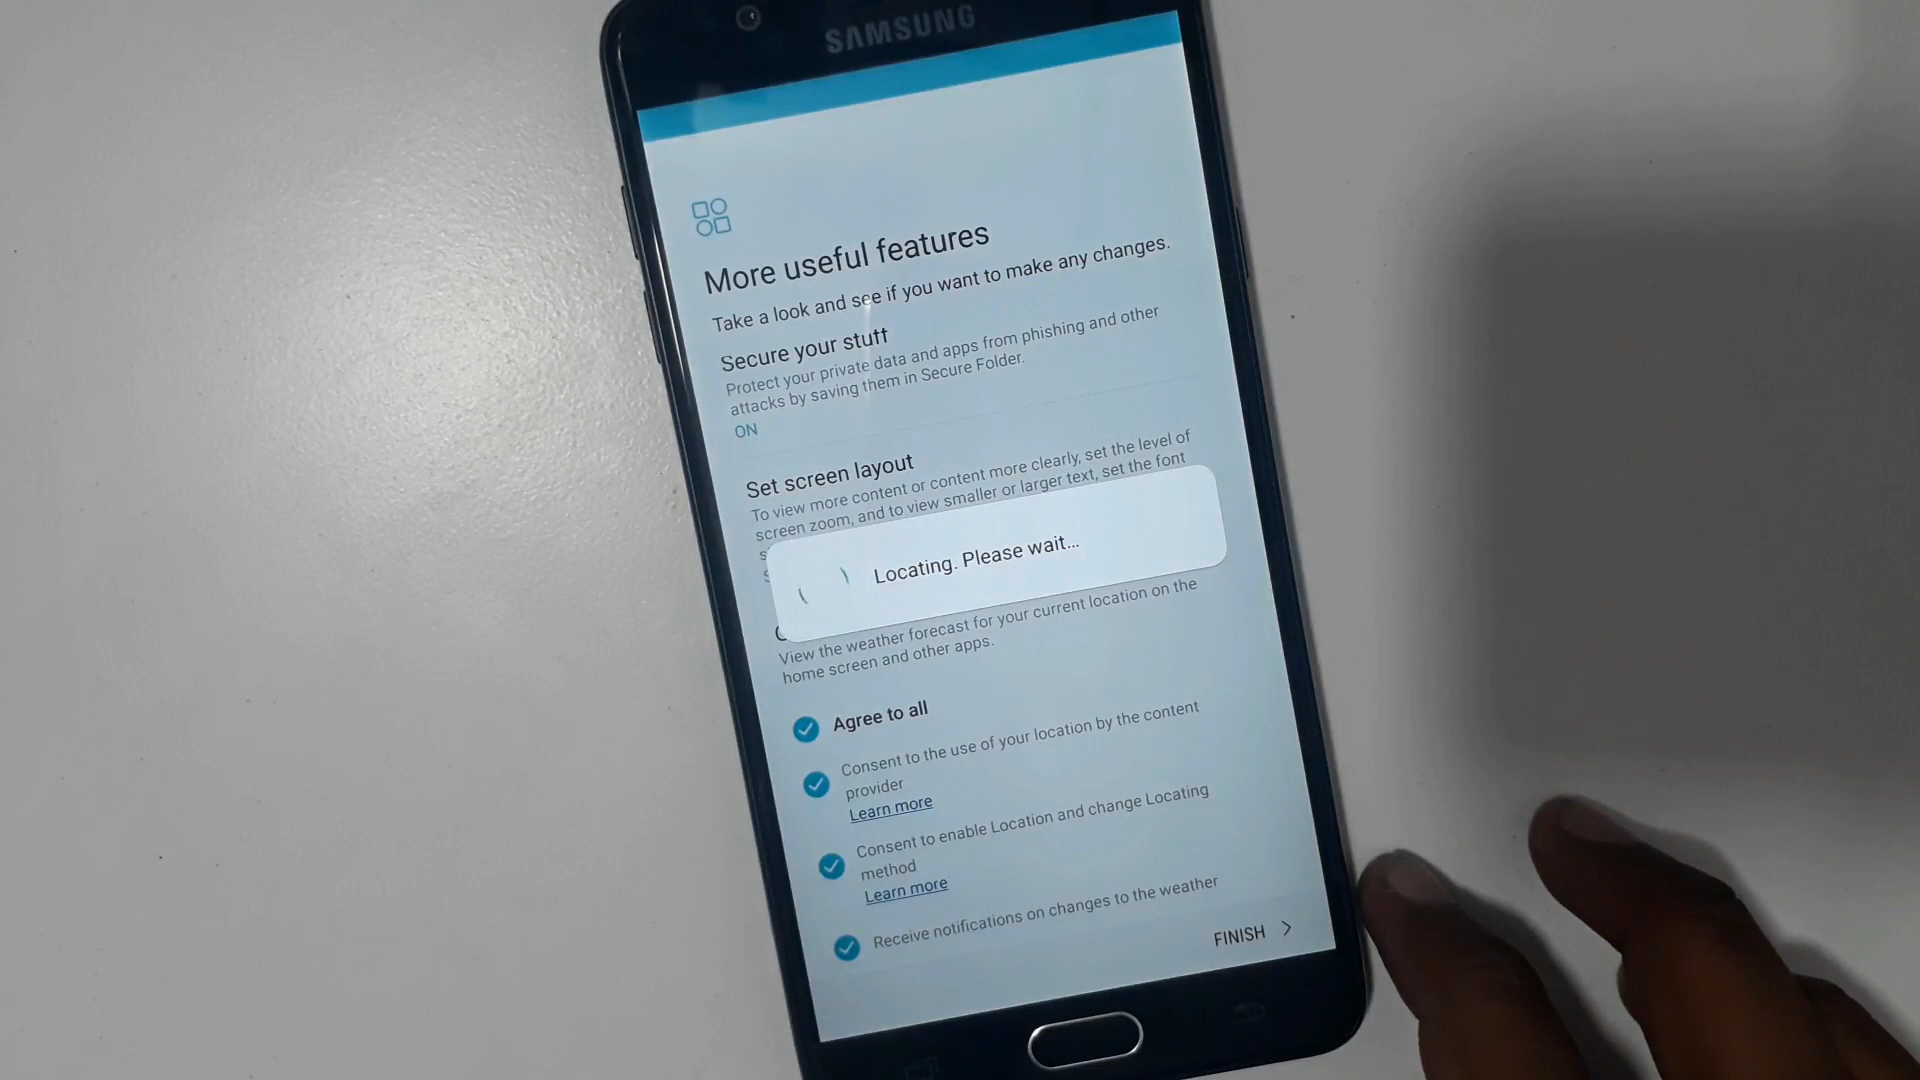 SAMSUNG
More useful features
Take a look and see if you want to make any changes.
Secure your stuff
Protect your private data and apps from phishing and other
attacks by saving them in Secure Folder.
ON
Set screen layout
To view more content or content more clearly, set the level of
screen zoom, and to view smaller or larger text, set the font
Locating. Please wait...
View the weather forecast for your current location on the
home screen and other apps.
Agree to all
Consent to the use of your location by the content
provider
Learn more
Consent to enable Location and change Locating
method
Learn more
Receive notifications on changes to the weather
FINISH >